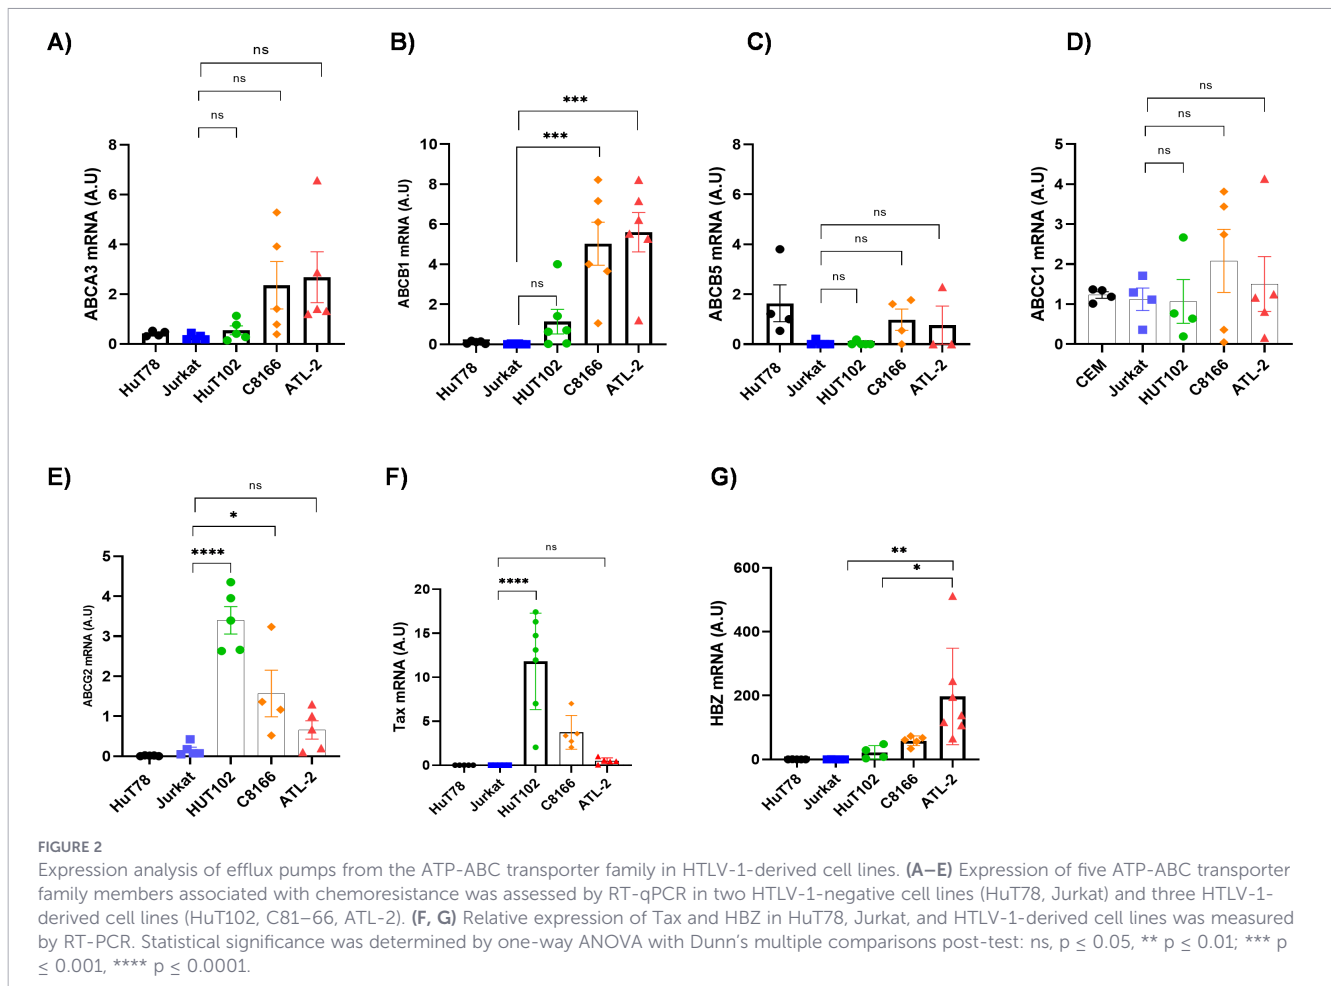 A)
ns
ns
ns
ABCA3 mRNA (A.U)
8
6
4
2
0
HuT78
Jurkat
HuT102
C8166
ATL-2
B)
***
***
ns
ABCB1 mRNA (A.U)
10
8
6
4
2
0
HuT78
Jurkat
HUT102
C8166
ATL-2
C)
ns
ns
ns
ABCB5 mRNA (A.U)
8
6
4
2
0
HuT78
Jurkat
HUT102
C8166
ATL-2
D)
ns
ns
ns
ABCC1 mRNA (A.U)
5
4
3
2
1
0
CEM
Jurkat
HUT102
C8166
ATL-2
E)
ns
*
****
ABCG2 mRNA (A.U)
5
4
3
2
1
0
HuT78
Jurkat
HUT102
C8166
ATL-2
F)
ns
****
Tax mRNA (A.U)
20
15
10
5
0
HuT78
Jurkat
HuT102
C8166
ATL-2
G)
**
*
HBZ mRNA (A.U)
600
400
200
0
HuT78
Jurkat
HuT102
C8166
ATL-2
FIGURE 2
Expression analysis of efflux pumps from the ATP-ABC transporter family in HTLV-1-derived cell lines. (A–E) Expression of five ATP-ABC transporter
family members associated with chemoresistance was assessed by RT-qPCR in two HTLV-1-negative cell lines (HuT78, Jurkat) and three HTLV-1-
derived cell lines (HuT102, C81–66, ATL-2). (F, G) Relative expression of Tax and HBZ in HuT78, Jurkat, and HTLV-1-derived cell lines was measured
by RT-PCR. Statistical significance was determined by one-way ANOVA with Dunn's multiple comparisons post-test: ns, p ≤ 0.05, ** p ≤ 0.01; *** p
≤ 0.001, **** p ≤ 0.0001.